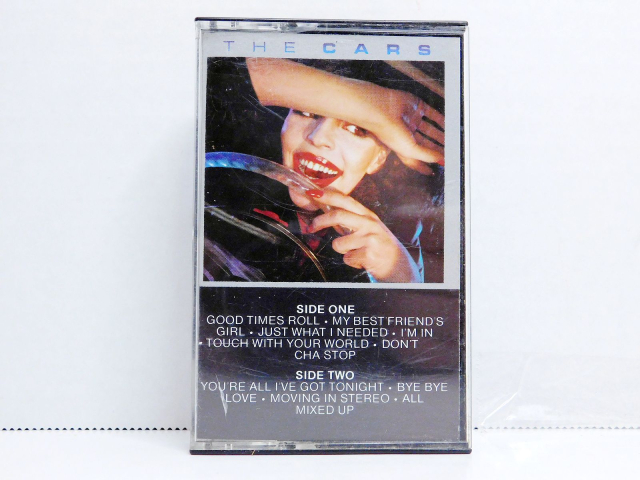 THE CARS
SIDE ONE
GOOD TIMES ROLL • MY BEST FRIEND'S
GIRL • JUST WHAT I NEEDED • I'M IN
TOUCH WITH YOUR WORLD • DON'T
CHA STOP
SIDE TWO
YOU'RE ALL I'VE GOT TONIGHT • BYE BYE
LOVE • MOVING IN STEREO • ALL
MIXED UP